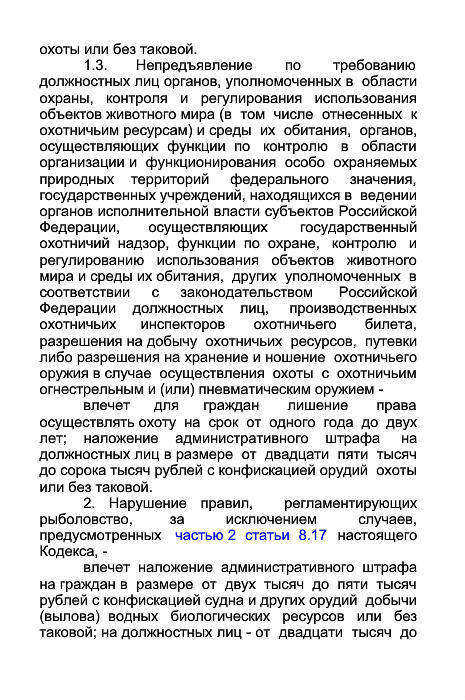 охоты или без таковой.
1.3. Непредъявление по требованию
должностных лиц органов, уполномоченных в области
охраны, контроля и регулирования использования
объектов животного мира (в том числе отнесенных к
охотничьим ресурсам) и среды их обитания, органов,
осуществляющих функции по контролю в области
организации и функционирования особо охраняемых
природных территорий федерального значения,
государственных учреждений, находящихся в ведении
органов исполнительной власти субъектов Российской
Федерации, осуществляющих государственный
охотничий надзор, функции по охране, контролю и
регулированию использования объектов животного
мира и среды их обитания, других уполномоченных в
соответствии с законодательством Российской
Федерации должностных лиц, производственных
охотничьих инспекторов охотничьего билета,
разрешения на добычу охотничьих ресурсов, путевки
либо разрешения на хранение и ношение охотничьего
оружия в случае осуществления охоты с охотничьим
огнестрельным и (или) пневматическим оружием -
влечет для граждан лишение права
осуществлять охоту на срок от одного года до двух
лет; наложение административного штрафа на
должностных лиц в размере от двадцати пяти тысяч
до сорока тысяч рублей с конфискацией орудий охоты
или без таковой.
2. Нарушение правил, регламентирующих
рыболовство, за исключением случаев,
предусмотренных частью 2 статьи 8.17 настоящего
Кодекса, -
влечет наложение административного штрафа
на граждан в размере от двух тысяч до пяти тысяч
рублей с конфискацией судна и других орудий добычи
(вылова) водных биологических ресурсов или без
таковой; на должностных лиц - от двадцати тысяч до